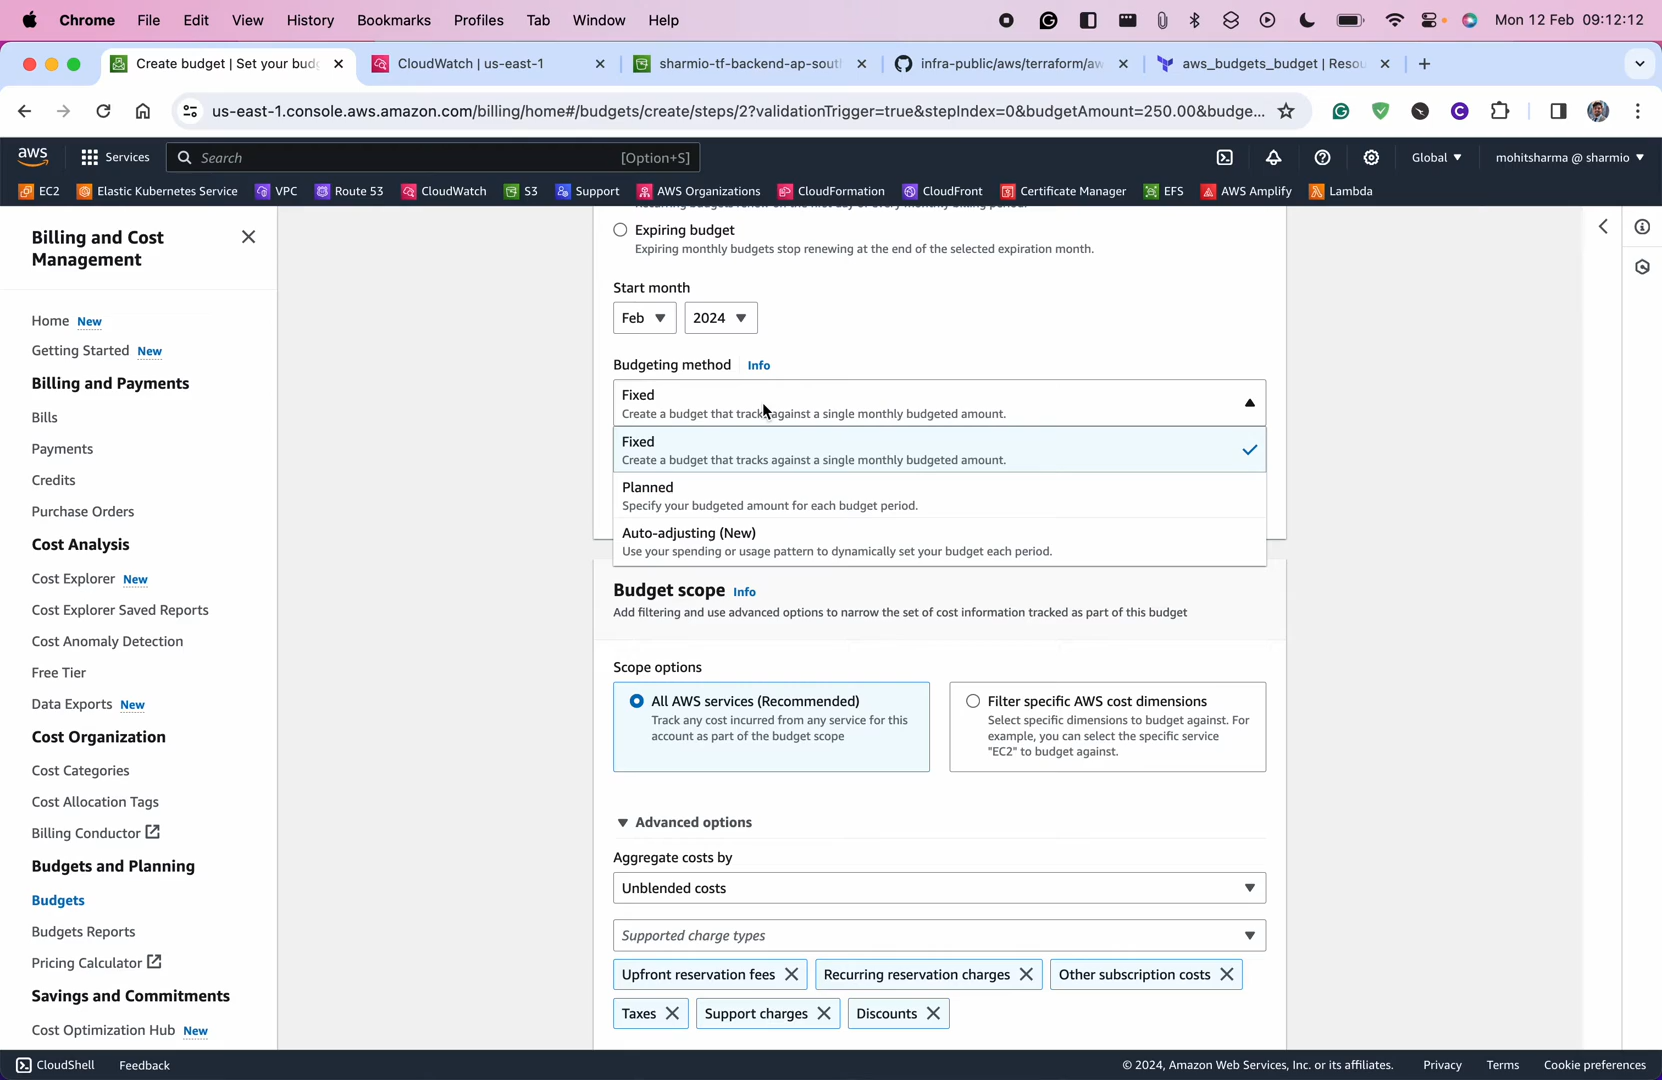 Chrome File Edit View History Bookmarks Profiles Tab Window Help Mon 12 Feb 09:12:12
Create budget | Set your bud CloudWatch | us-east-1 sharmio-tf-backend-ap-sout infra-public/aws/terraform/aw aws_budgets_budget | Resou
us-east-1.console.aws.amazon.com/billing/home#/budgets/create/steps/2?validationTrigger=true&stepIndex=0&budgetAmount=250.00&budge...
aws Services Search [Option+S] Global mohitsharma @ sharmio
EC2 Elastic Kubernetes Service VPC Route 53 CloudWatch S3 Support AWS Organizations CloudFormation CloudFront Certificate Manager EFS AWS Amplify Lambda
Billing and Cost
Management
Home New
Getting Started New
Billing and Payments
Bills
Payments
Credits
Purchase Orders
Cost Analysis
Cost Explorer New
Cost Explorer Saved Reports
Cost Anomaly Detection
Free Tier
Data Exports New
Cost Organization
Cost Categories
Cost Allocation Tags
Billing Conductor
Budgets and Planning
Budgets
Budgets Reports
Pricing Calculator
Savings and Commitments
Cost Optimization Hub New
Recurring budgets renew on the first day of every monthly billing period.
Expiring budget
Expiring monthly budgets stop renewing at the end of the selected expiration month.
Start month
Feb 2024
Budgeting method Info
Fixed
Create a budget that tracks against a single monthly budgeted amount.
Fixed
Create a budget that tracks against a single monthly budgeted amount.
Planned
Specify your budgeted amount for each budget period.
Auto-adjusting (New)
Use your spending or usage pattern to dynamically set your budget each period.
Budget scope Info
Add filtering and use advanced options to narrow the set of cost information tracked as part of this budget
Scope options
All AWS services (Recommended)
Track any cost incurred from any service for this
account as part of the budget scope
Filter specific AWS cost dimensions
Select specific dimensions to budget against. For
example, you can select the specific service
"EC2" to budget against.
Advanced options
Aggregate costs by
Unblended costs
Supported charge types
Upfront reservation fees Recurring reservation charges Other subscription costs
Taxes Support charges Discounts
CloudShell Feedback © 2024, Amazon Web Services, Inc. or its affiliates. Privacy Terms Cookie preferences